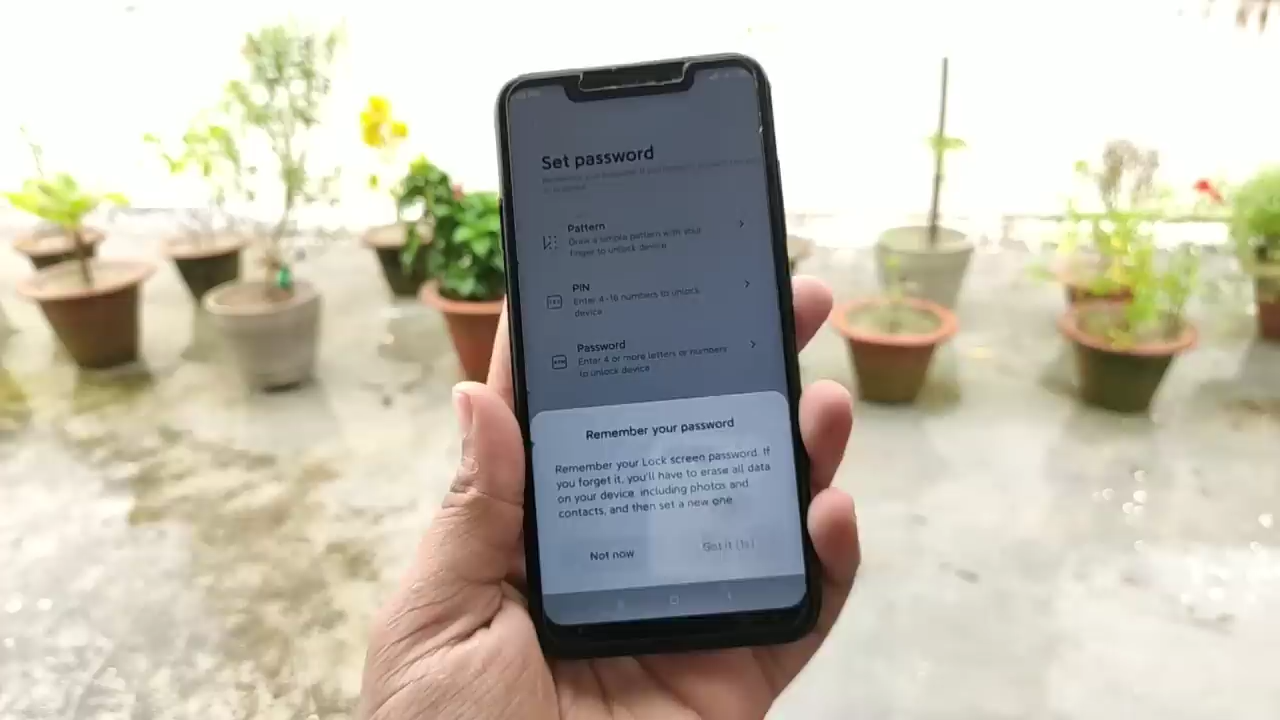 Set password
Pattern
Draw a simple pattern with your
finger to unlock device
PIN
Enter 4-16 numbers to unlock
device
Password
Enter 4 or more letters or numbers
to unlock device
Remember your password
Remember your Lock screen password. If
you forget it, you'll have to erase all data
on your device, including photos and
contacts, and then set a new one.
Not now
Got it (1s)